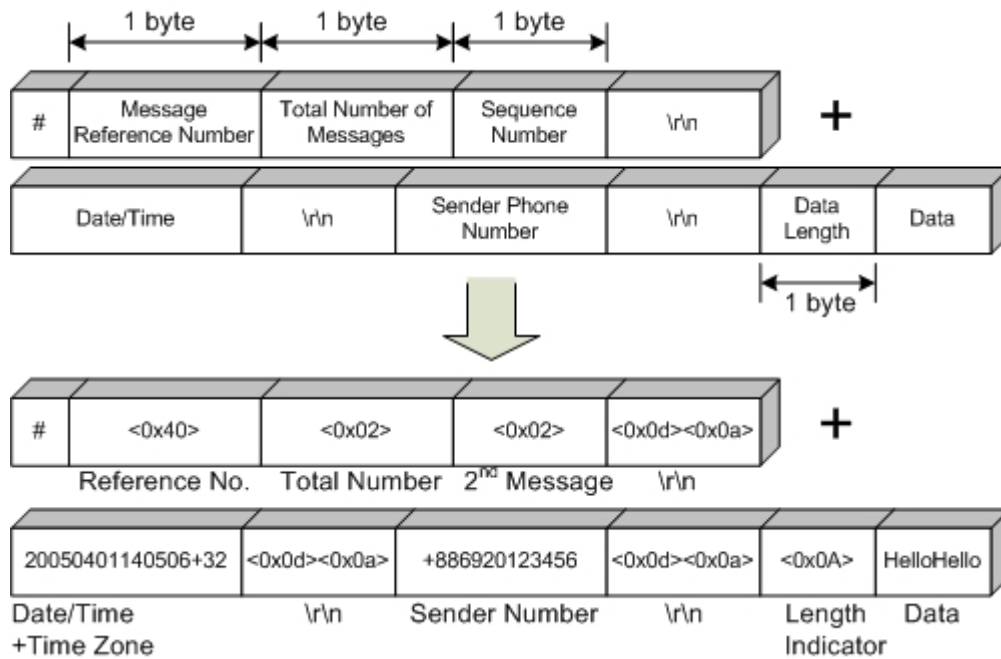 1 byte 1 byte 1 byte
# Message Reference Number Total Number of Messages Sequence Number \r\n +
Date/Time \r\n Sender Phone Number \r\n Data Length Data
1 byte
# <0x40> <0x02> <0x02> <0x0d><0x0a> +
Reference No. Total Number 2nd Message \r\n
20050401140506+32 <0x0d><0x0a> +886920123456 <0x0d><0x0a> <0x0A> HelloHello
Date/Time +Time Zone \r\n Sender Number \r\n Length Indicator Data